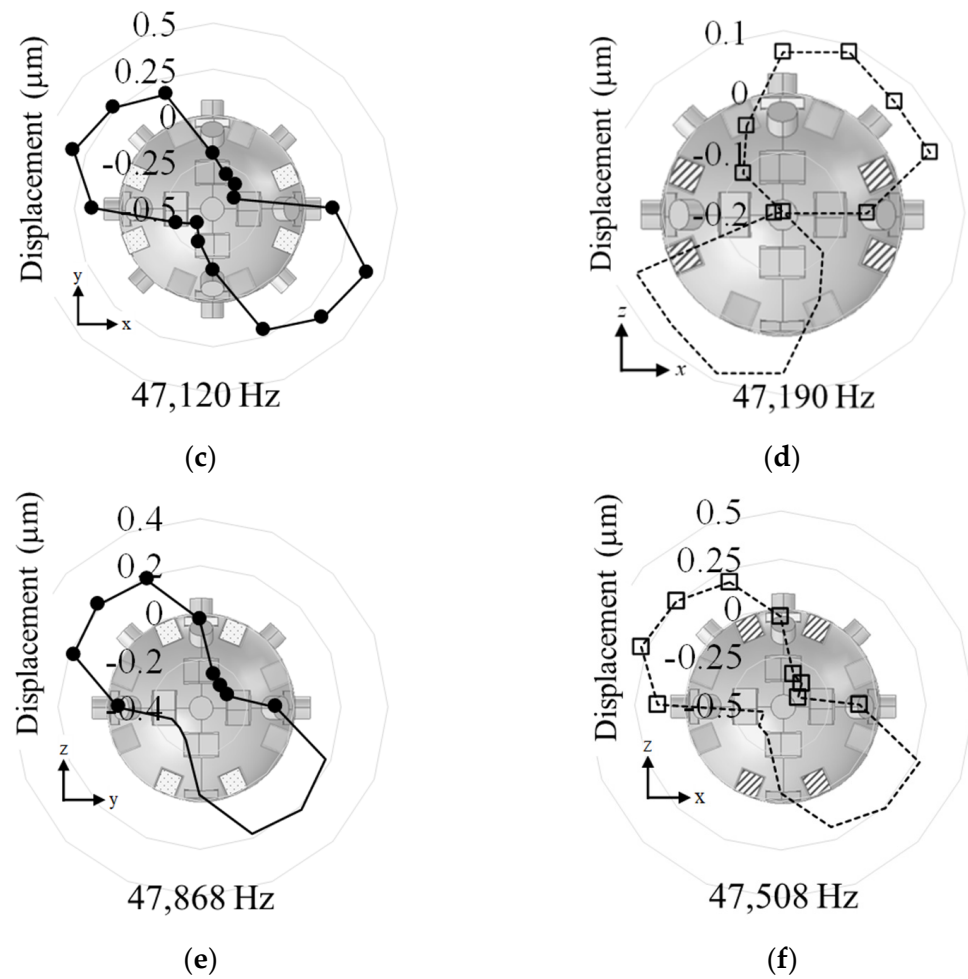 Displacement (μm)
0.5
0.25
0
-0.25
-0.5
y
x
47,120 Hz
(c)
Displacement (μm)
0.1
0
-0.1
-0.2
z
x
47,190 Hz
(d)
Displacement (μm)
0.4
0.2
0
-0.2
-0.4
z
y
47,868 Hz
(e)
Displacement (μm)
0.5
0.25
0
-0.25
-0.5
z
x
47,508 Hz
(f)